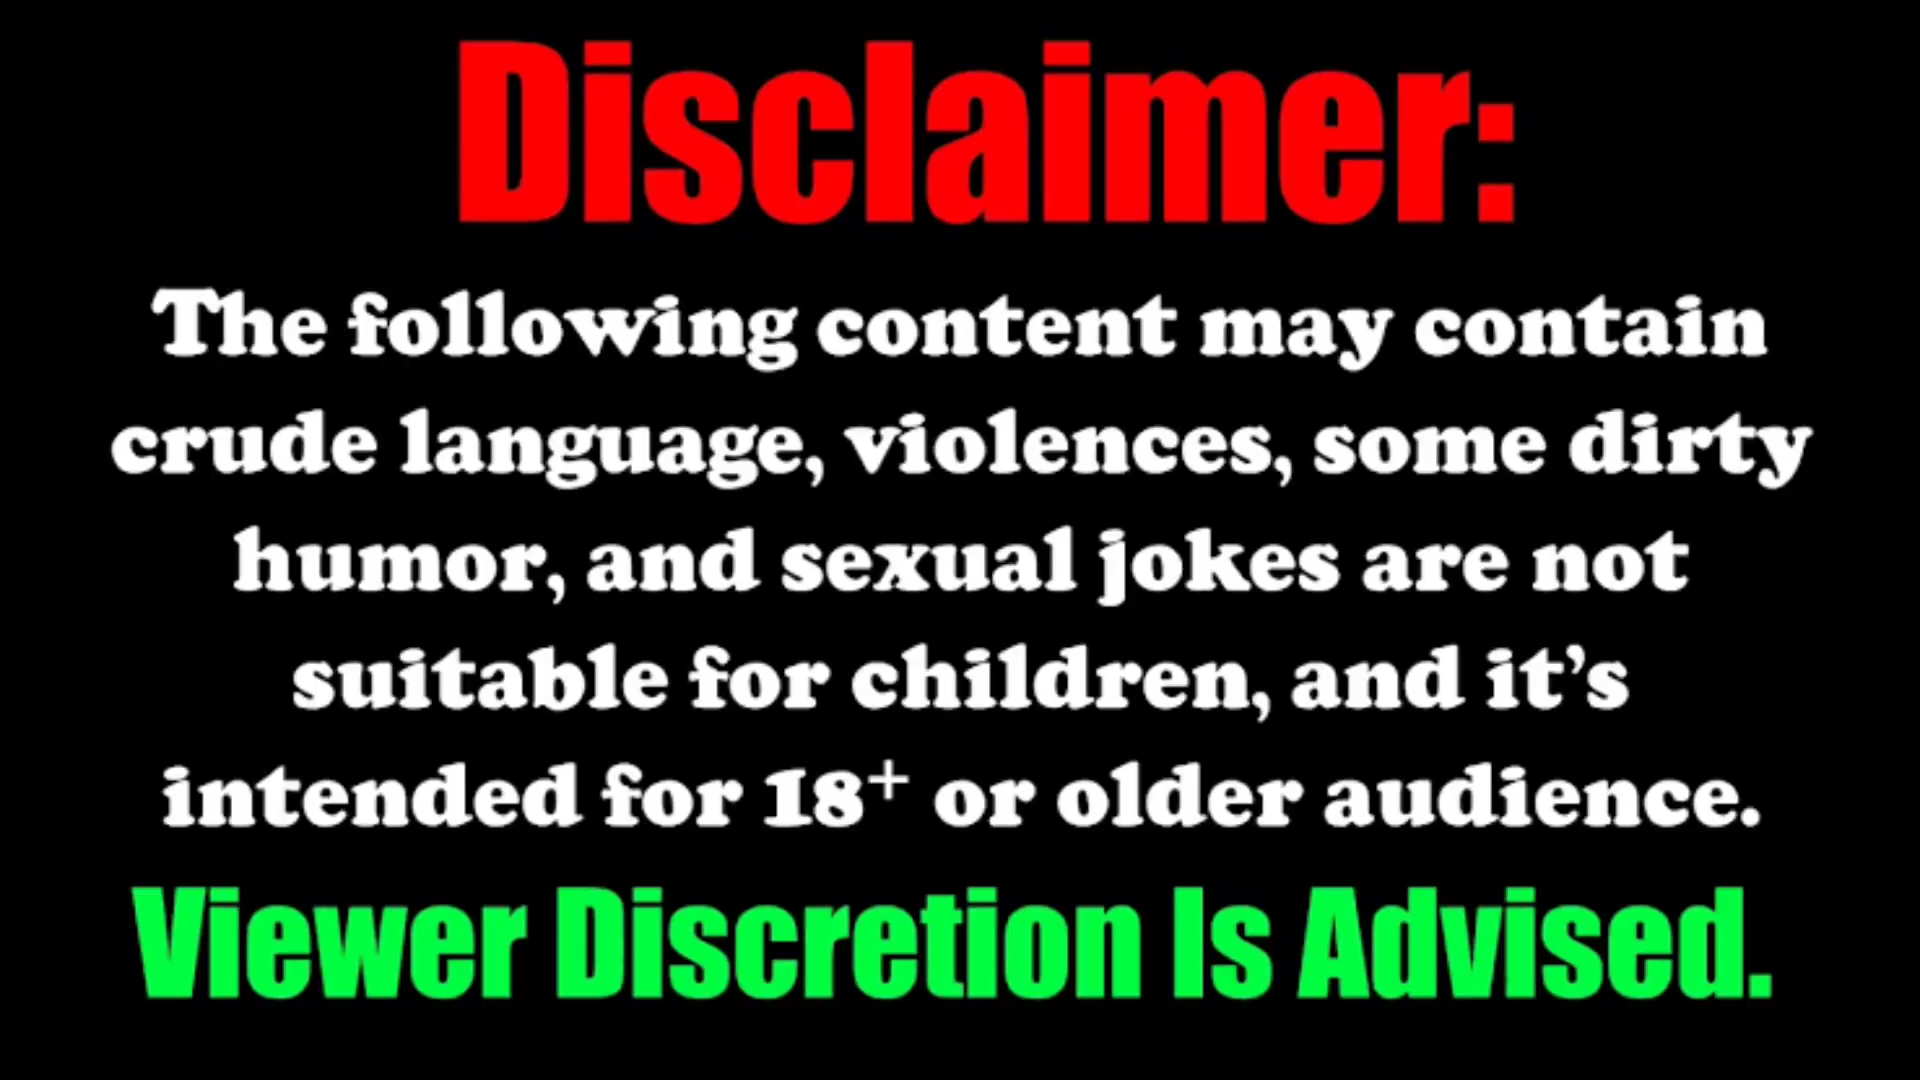 Disclaimer:
The following content may contain
crude language, violences, some dirty
humor, and sexual jokes are not
suitable for children, and it’s
intended for 18⁺ or older audience.
Viewer Discretion Is Advised.